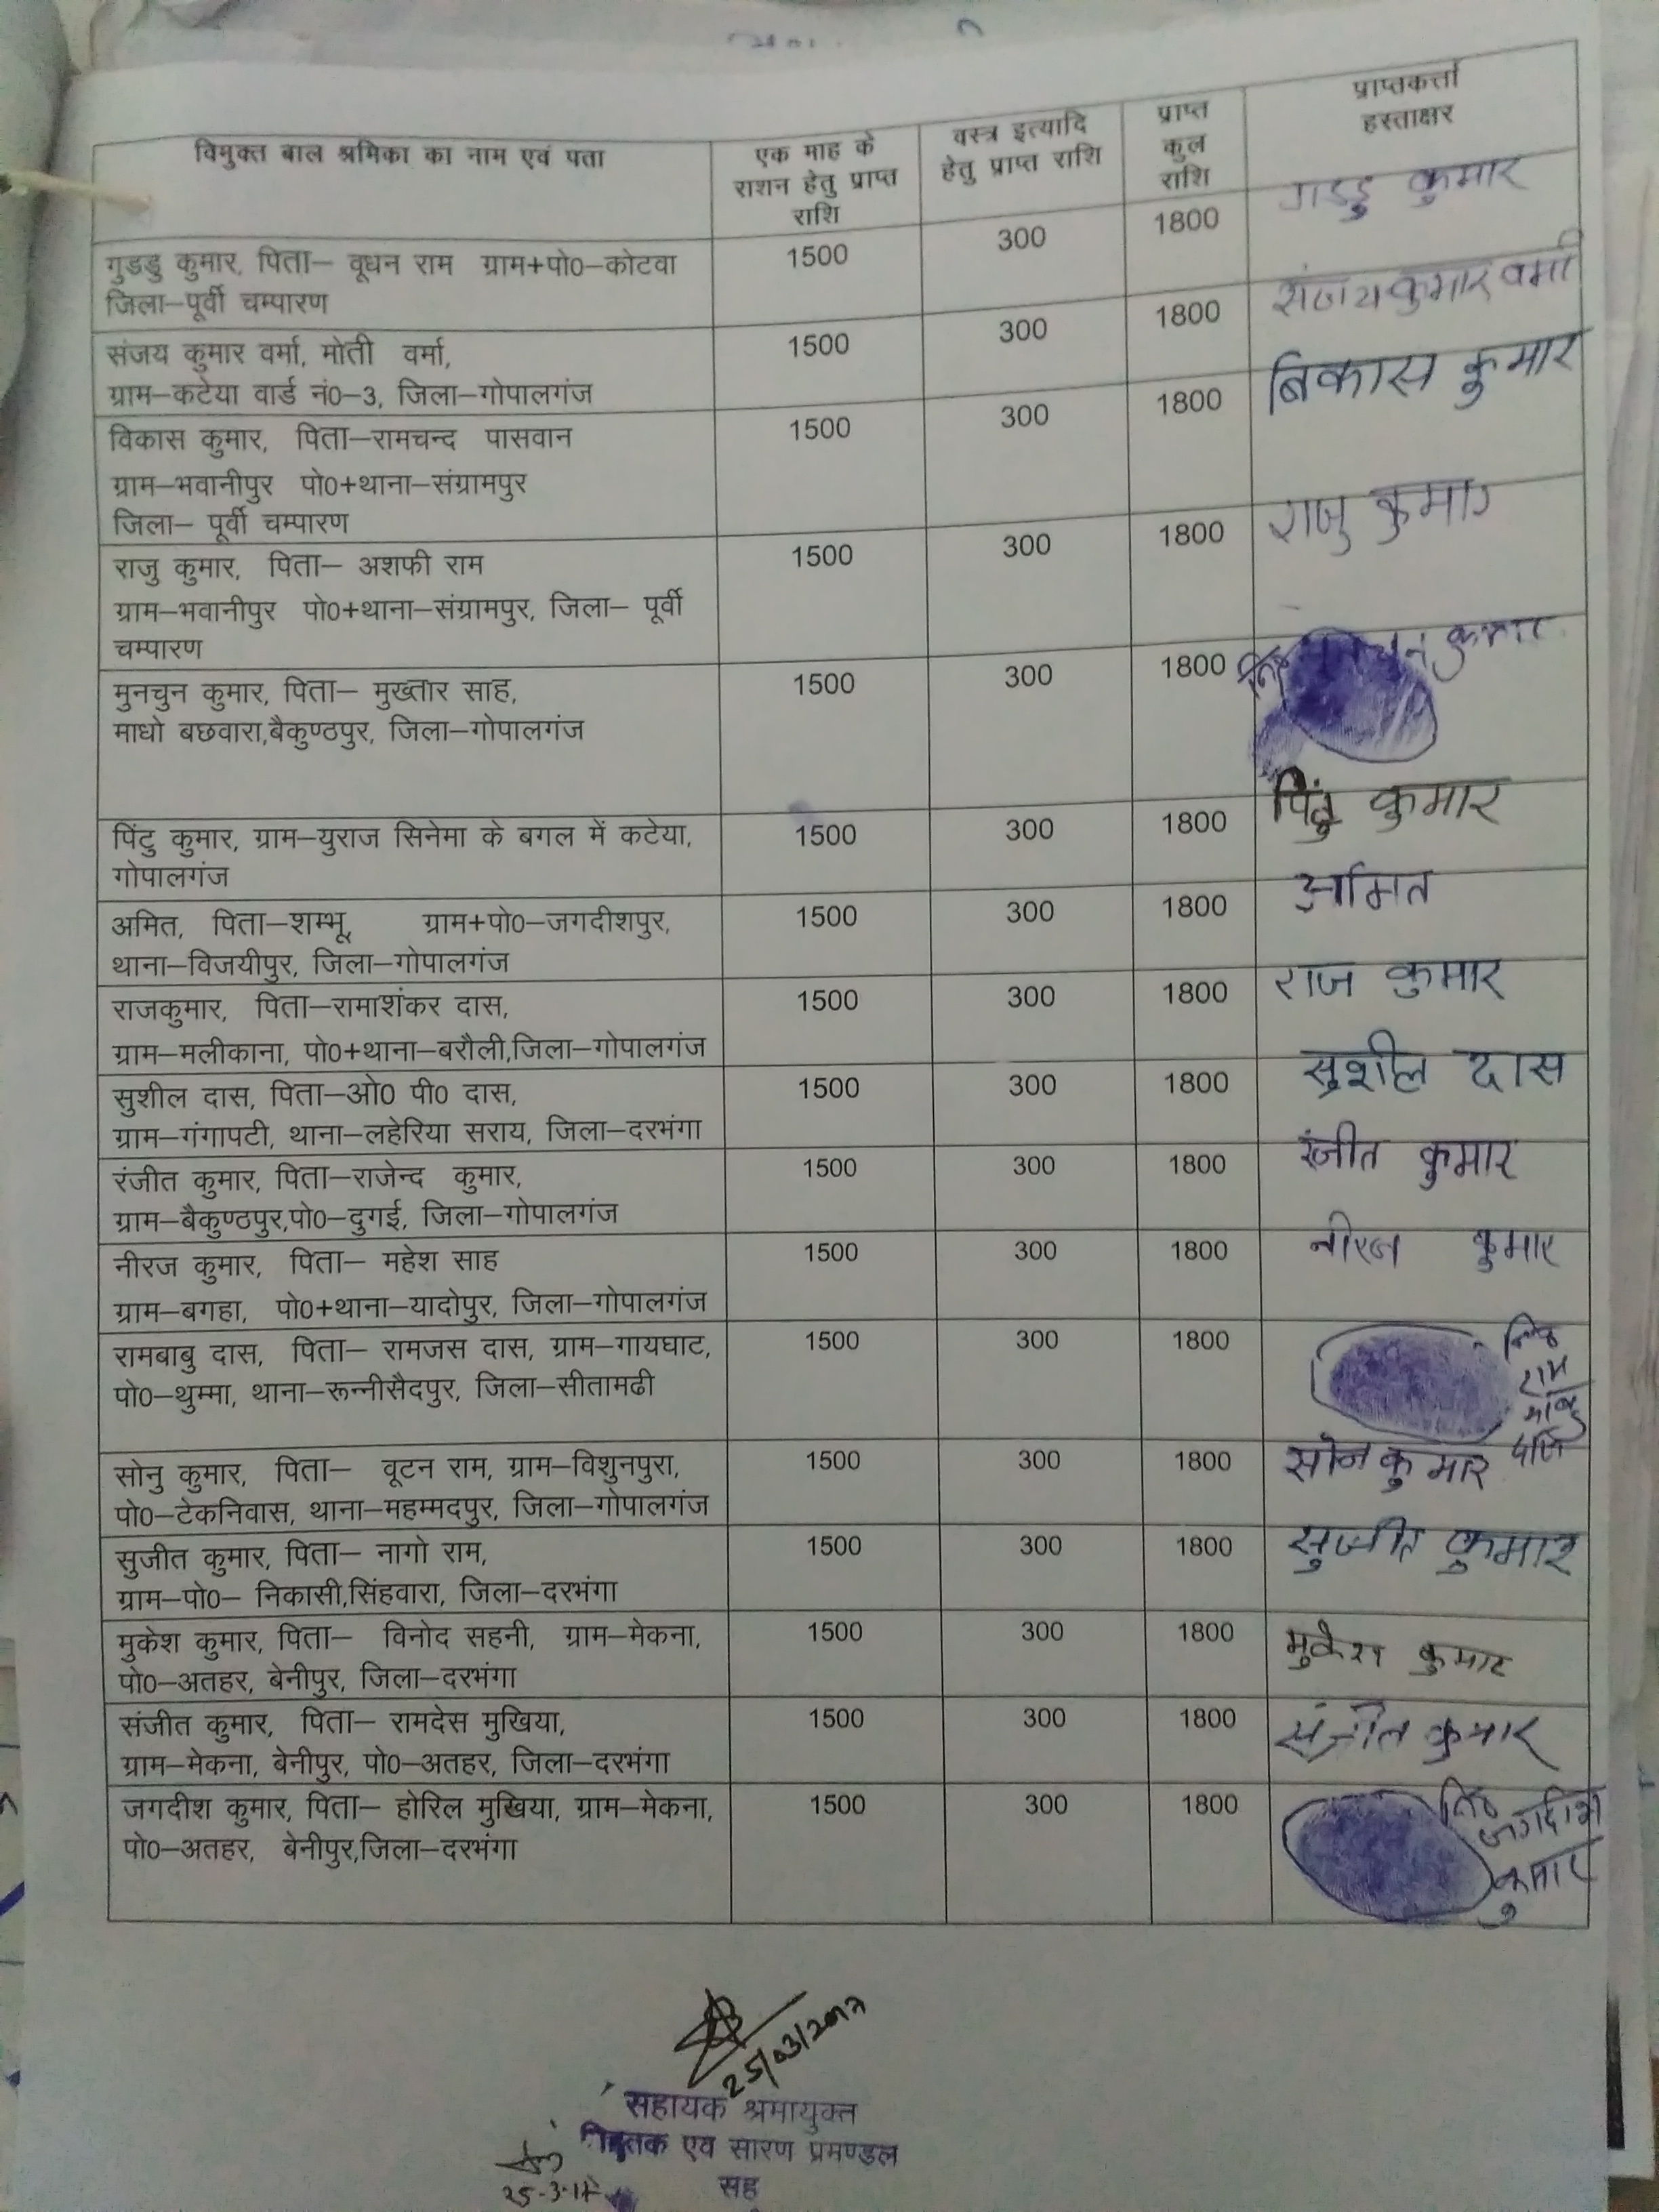 विमुक्त बाल श्रमिका का नाम एवं पता
एक माह के
राशन हेतु प्राप्त
राशि
वस्त्र इत्यादि
हेतु प्राप्त राशि
प्राप्त
कुल
राशि
प्राप्तकर्त्ता
हस्ताक्षर
गुडडु कुमार, पिता– वूधन राम ग्राम+पो0–कोटवा
जिला–पूर्वी चम्पारण
1500
300
1800
गडडु कुमार
संजय कुमार वर्मा, मोती वर्मा,
ग्राम–कटेया वार्ड नं0–3, जिला–गोपालगंज
1500
300
1800
संजय कुमार वर्मा
विकास कुमार, पिता–रामचन्द पासवान
ग्राम–भवानीपुर पो0+थाना–संग्रामपुर
जिला– पूर्वी चम्पारण
1500
300
1800
बिकास कुमार
राजु कुमार, पिता– अशफी राम
ग्राम–भवानीपुर पो0+थाना–संग्रामपुर, जिला– पूर्वी
चम्पारण
1500
300
1800
राजु कुमार
मुनचुन कुमार, पिता– मुख्तार साह,
माधो बछवारा,बैकुण्ठपुर, जिला–गोपालगंज
1500
300
1800
कुमार
पिंटु कुमार, ग्राम–युराज सिनेमा के बगल में कटेया,
गोपालगंज
1500
300
1800
पिंटु कुमार
अमित, पिता–शम्भू, ग्राम+पो0–जगदीशपुर,
थाना–विजयीपुर, जिला–गोपालगंज
1500
300
1800
अमित
राजकुमार, पिता–रामाशंकर दास,
ग्राम–मलीकाना, पो0+थाना–बरौली,जिला–गोपालगंज
1500
300
1800
राज कुमार
सुशील दास, पिता–ओ0 पी0 दास,
ग्राम–गंगापटी, थाना–लहेरिया सराय, जिला–दरभंगा
1500
300
1800
सुशील दास
रंजीत कुमार, पिता–राजेन्द कुमार,
ग्राम–बैकुण्ठपुर,पो0–दुगई, जिला–गोपालगंज
1500
300
1800
रंजीत कुमार
नीरज कुमार, पिता– महेश साह
ग्राम–बगहा, पो0+थाना–यादोपुर, जिला–गोपालगंज
1500
300
1800
नीरज कुमार
रामबाबु दास, पिता– रामजस दास, ग्राम–गायघाट,
पो0–थुम्मा, थाना–रून्नीसैदपुर, जिला–सीतामढी
1500
300
1800
राम
सोनु कुमार, पिता– वूटन राम, ग्राम–विशुनपुरा,
पो0–टेकनिवास, थाना–महम्मदपुर, जिला–गोपालगंज
1500
300
1800
सोन कुमार
सुजीत कुमार, पिता– नागो राम,
ग्राम–पो0– निकासी,सिंहवारा, जिला–दरभंगा
1500
300
1800
सुजीत कुमार
मुकेश कुमार, पिता– विनोद सहनी, ग्राम–मेकना,
पो0–अतहर, बेनीपुर, जिला–दरभंगा
1500
300
1800
मुकेश कुमार
संजीत कुमार, पिता– रामदेस मुखिया,
ग्राम–मेकना, बेनीपुर, पो0–अतहर, जिला–दरभंगा
1500
300
1800
संजीत कुमार
जगदीश कुमार, पिता– होरिल मुखिया, ग्राम–मेकना,
पो0–अतहर, बेनीपुर,जिला–दरभंगा
1500
300
1800
जगदीश
कुमार
25/03/2017
सहायक श्रमायुक्त
एव सारण प्रमण्डल
25-3-17
सह